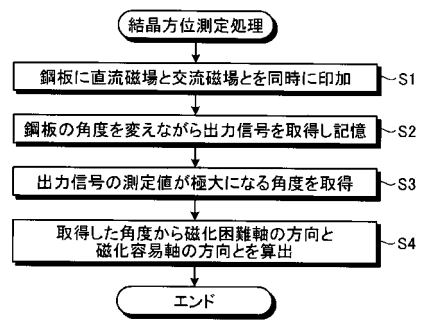 結晶方位測定処理
鋼板に直流磁場と交流磁場とを同時に印加
S1
鋼板の角度を変えながら出力信号を取得し記憶
S2
出力信号の測定値が極大になる角度を取得
S3
取得した角度から磁化困難軸の方向と
磁化容易軸の方向とを算出
S4
エンド